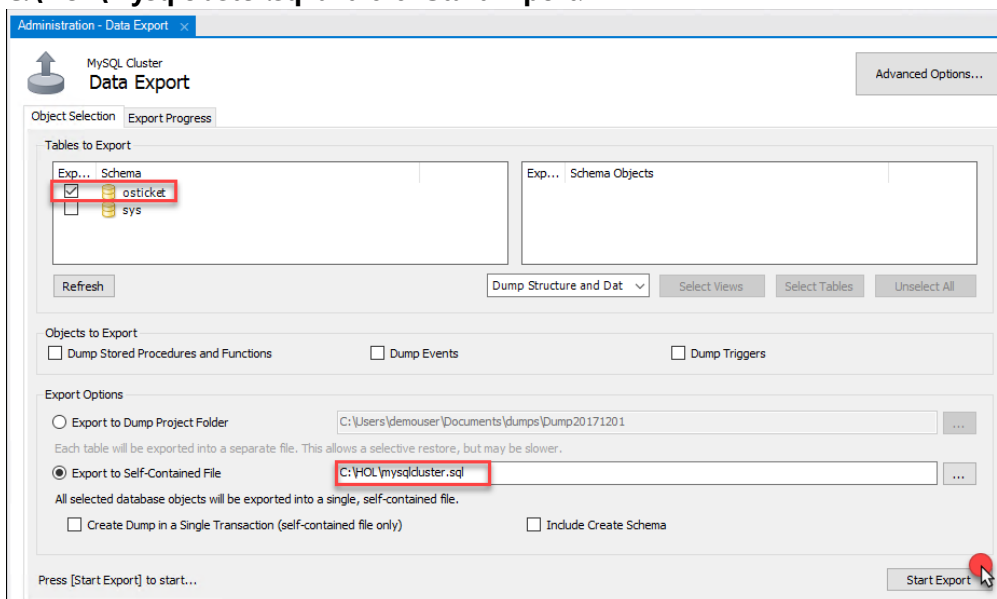 Administration - Data Export ×
MySQL Cluster
Data Export
Advanced Options...
Object Selection Export Progress
Tables to Export
Exp... Schema
osticket
sys
Exp... Schema Objects
Refresh
Dump Structure and Dat
Select Views
Select Tables
Unselect All
Objects to Export
Dump Stored Procedures and Functions
Dump Events
Dump Triggers
Export Options
Export to Dump Project Folder
C:\Users\demouser\Documents\dumps\Dump20171201
...
Each table will be exported into a separate file. This allows a selective restore, but may be slower.
Export to Self-Contained File
C:\HOL\mysqlcluster.sql
...
All selected database objects will be exported into a single, self-contained file.
Create Dump in a Single Transaction (self-contained file only)
Include Create Schema
Press [Start Export] to start...
Start Export